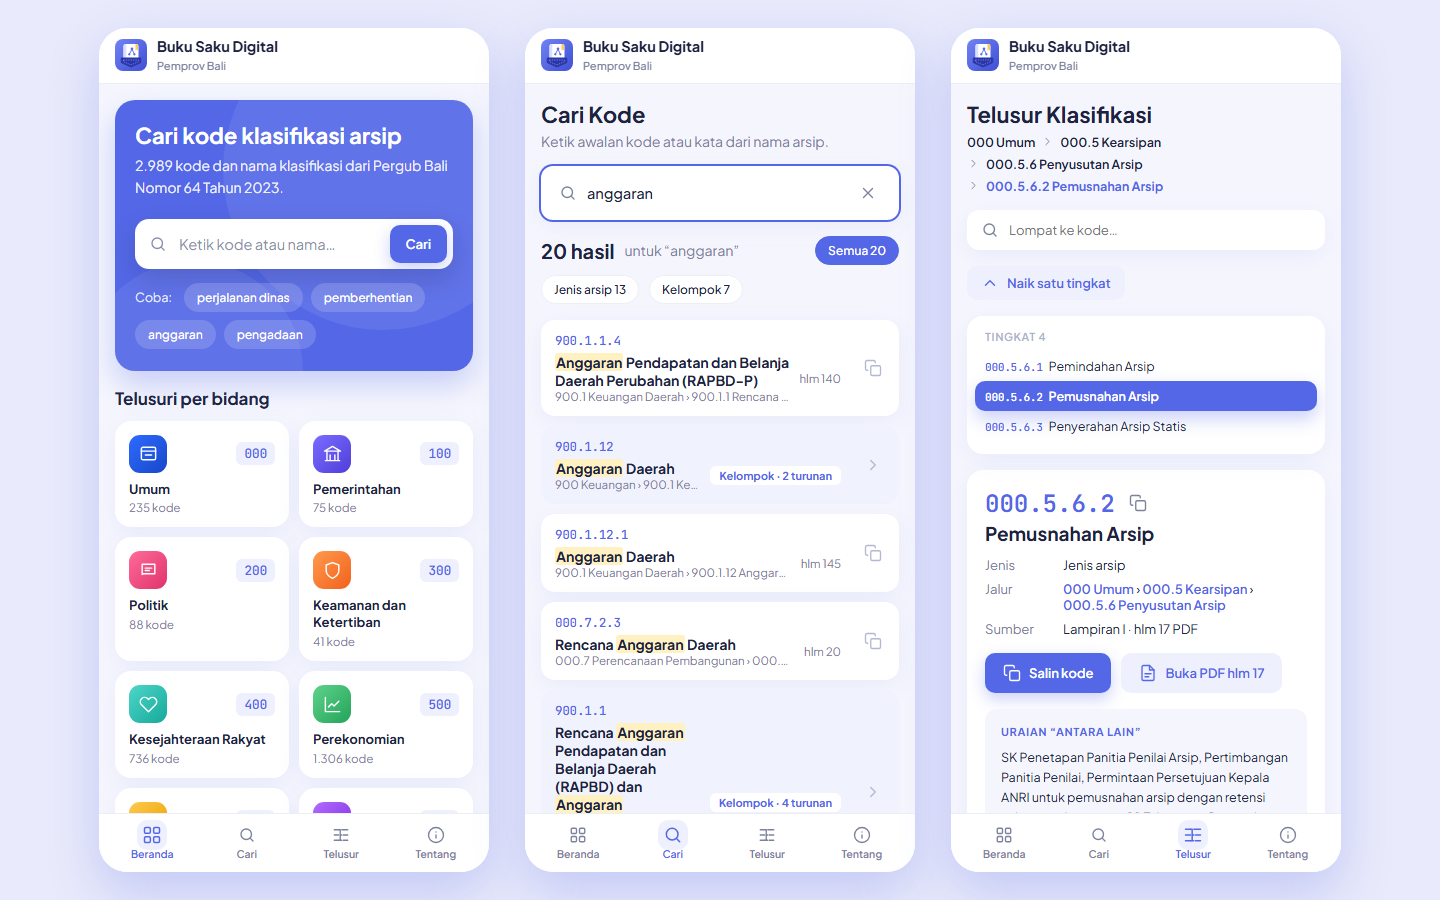 Buku Saku Digital
Pemprov Bali
Cari kode klasifikasi arsip
2.989 kode dan nama klasifikasi dari Pergub Bali
Nomor 64 Tahun 2023.
Ketik kode atau nama...
Cari
Coba:
perjalanan dinas
pemberhentian
anggaran
pengadaan
Telusuri per bidang
000
Umum
235 kode
100
Pemerintahan
75 kode
200
Politik
88 kode
300
Keamanan dan
Ketertiban
41 kode
400
Kesejahteraan Rakyat
736 kode
500
Perekonomian
1.306 kode
Beranda
Cari
Telusur
Tentang
Buku Saku Digital
Pemprov Bali
Cari Kode
Ketik awalan kode atau kata dari nama arsip.
anggaran
20 hasil untuk “anggaran”
Semua 20
Jenis arsip 13
Kelompok 7
900.1.1.4
Anggaran Pendapatan dan Belanja
Daerah Perubahan (RAPBD-P)
900.1 Keuangan Daerah › 900.1.1 Rencana ...
hlm 140
900.1.12
Anggaran Daerah
900 Keuangan › 900.1 Ke...
Kelompok · 2 turunan
900.1.12.1
Anggaran Daerah
900.1 Keuangan Daerah › 900.1.12 Anggar...
hlm 145
000.7.2.3
Rencana Anggaran Daerah
000.7 Perencanaan Pembangunan › 000....
hlm 20
900.1.1
Rencana Anggaran
Pendapatan dan
Belanja Daerah
(RAPBD) dan
Anggaran
Kelompok · 4 turunan
Beranda
Cari
Telusur
Tentang
Buku Saku Digital
Pemprov Bali
Telusur Klasifikasi
000 Umum › 000.5 Kearsipan
› 000.5.6 Penyusutan Arsip
› 000.5.6.2 Pemusnahan Arsip
Lompat ke kode...
Naik satu tingkat
TINGKAT 4
000.5.6.1 Pemindahan Arsip
000.5.6.2 Pemusnahan Arsip
000.5.6.3 Penyerahan Arsip Statis
000.5.6.2
Pemusnahan Arsip
Jenis Jenis arsip
Jalur 000 Umum › 000.5 Kearsipan ›
000.5.6 Penyusutan Arsip
Sumber Lampiran I · hlm 17 PDF
Salin kode
Buka PDF hlm 17
URAIAN “ANTARA LAIN”
SK Penetapan Panitia Penilai Arsip, Pertimbangan
Panitia Penilai, Permintaan Persetujuan Kepala
ANRI untuk pemusnahan arsip dengan retensi
Beranda
Cari
Telusur
Tentang